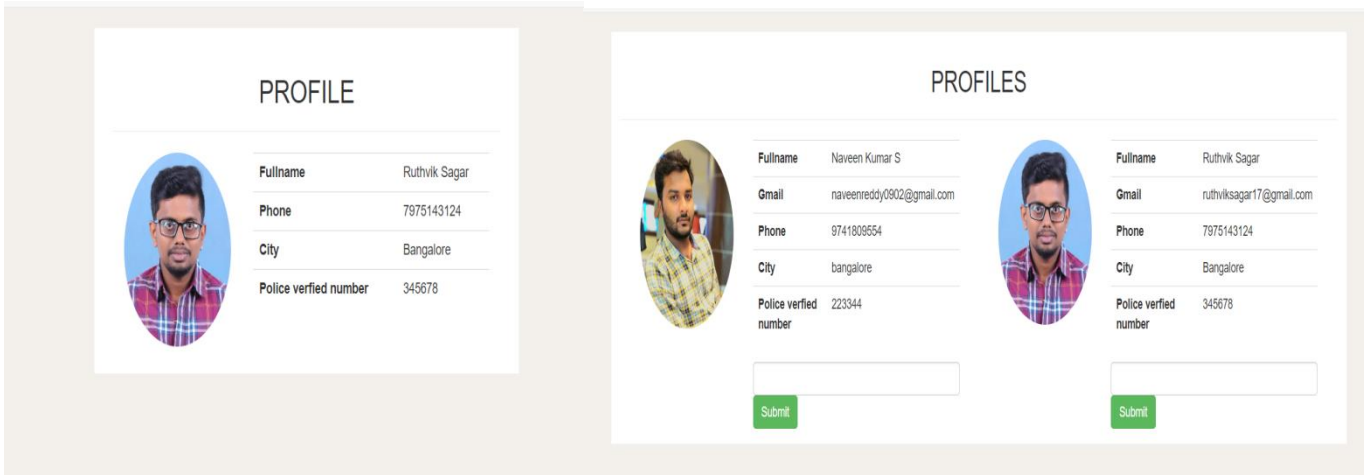 PROFILE
Fullname Ruthvik Sagar
Phone 7975143124
City Bangalore
Police verfied number 345678
PROFILES
Fullname Naveen Kumar S
Gmail naveenreddy0902@gmail.com
Phone 9741809554
City bangalore
Police verfied 223344
number
Submit
Fullname Ruthvik Sagar
Gmail ruthviksagar17@gmail.com
Phone 7975143124
City Bangalore
Police verfied 345678
number
Submit